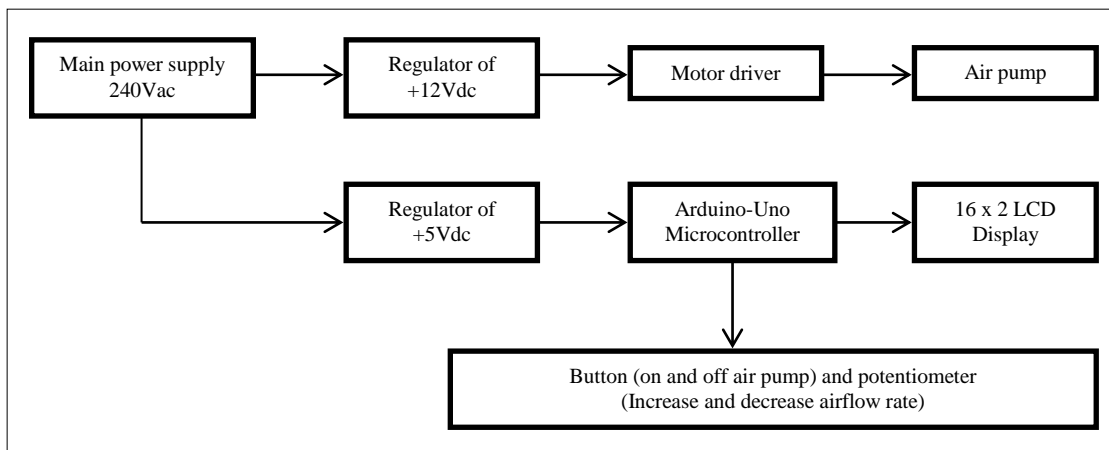 Main power supply
240Vac
Regulator of
+12Vdc
Motor driver
Air pump
Regulator of
+5Vdc
Arduino-Uno
Microcontroller
16 x 2 LCD
Display
Button (on and off air pump) and potentiometer
(Increase and decrease airflow rate)